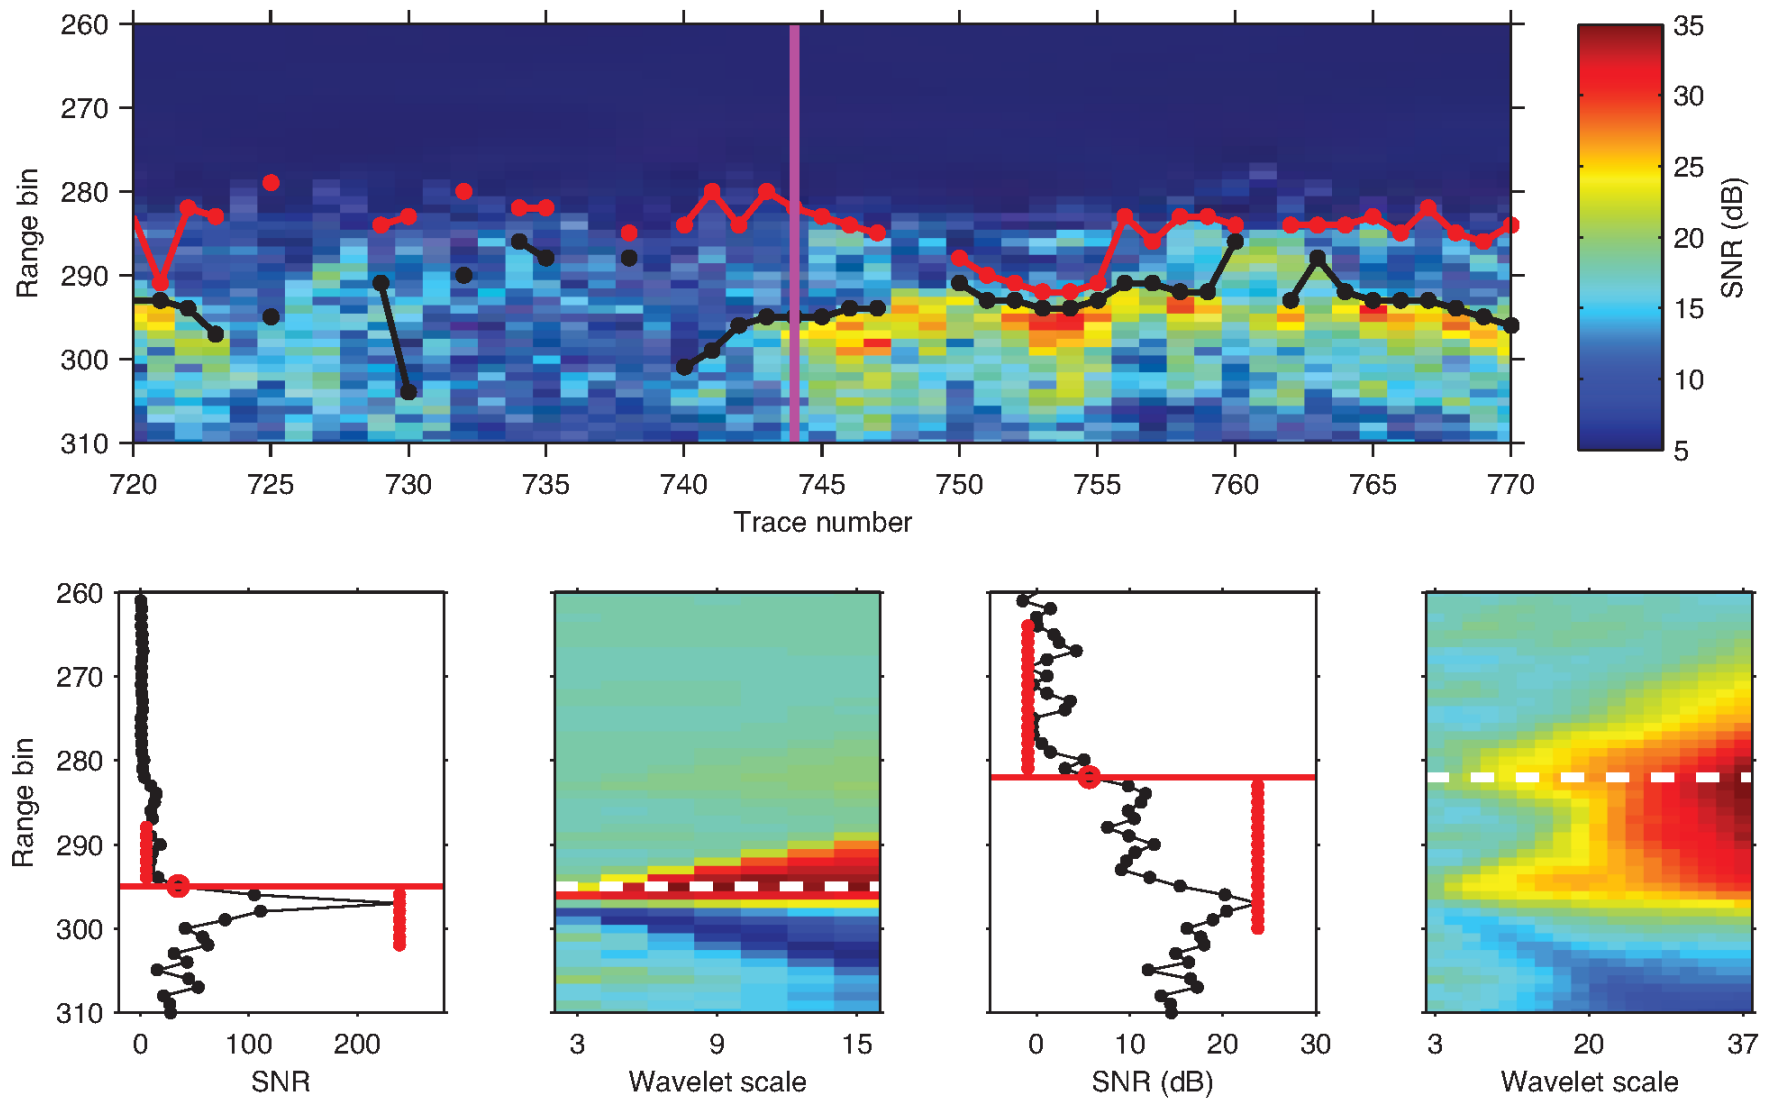 260
270
280
290
300
310
Range bin
720 725 730 735 740 745 750 755 760 765 770
Trace number
35
30
25
20
15
10
5
SNR (dB)
260
270
280
290
300
310
Range bin
0 100 200
SNR
3 9 15
Wavelet scale
0 10 20 30
SNR (dB)
3 20 37
Wavelet scale